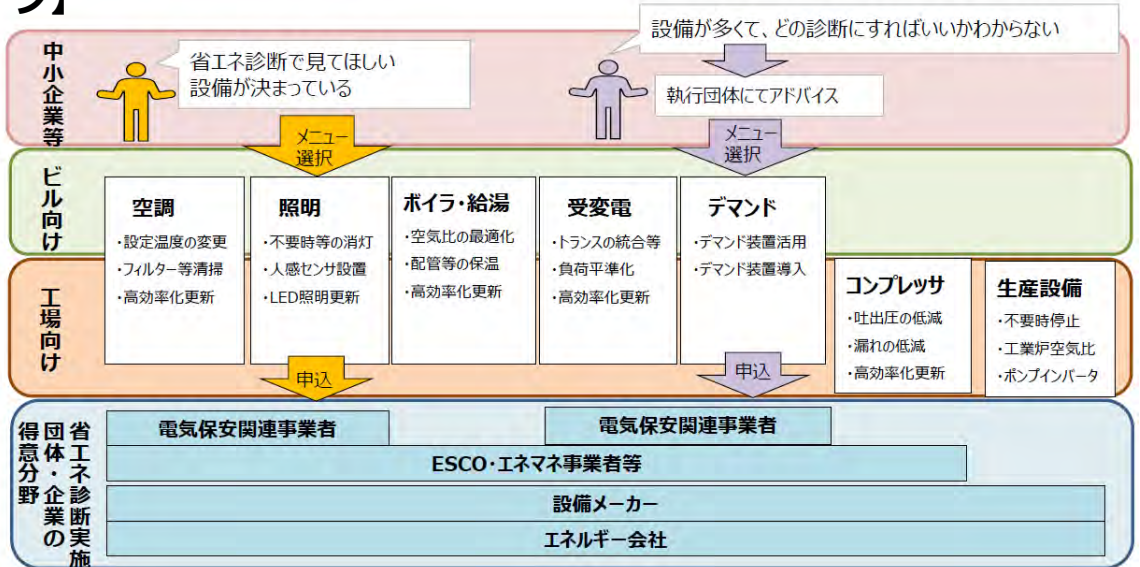 プ】
中小企業等
省エネ診断で見てほしい
設備が決まっている
設備が多くて、どの診断にすればいいかわからない
執行団体にてアドバイス
メニュー
選択
メニュー
選択
ビル向け
工場向け
空調
・設定温度の変更
・フィルター等清掃
・高効率化更新
照明
・不要時等の消灯
・人感センサ設置
・LED照明更新
ボイラ・給湯
・空気比の最適化
・配管等の保温
・高効率化更新
受変電
・トランスの統合等
・負荷平準化
・高効率化更新
デマンド
・デマンド装置活用
・デマンド装置導入
コンプレッサ
・吐出圧の低減
・漏れの低減
・高効率化更新
生産設備
・不要時停止
・工業炉空気比
・ポンプインバータ
申込
申込
省エネ診断実施
団体・企業の
得意分野
電気保安関連事業者
電気保安関連事業者
ESCO・エネマネ事業者等
設備メーカー
エネルギー会社